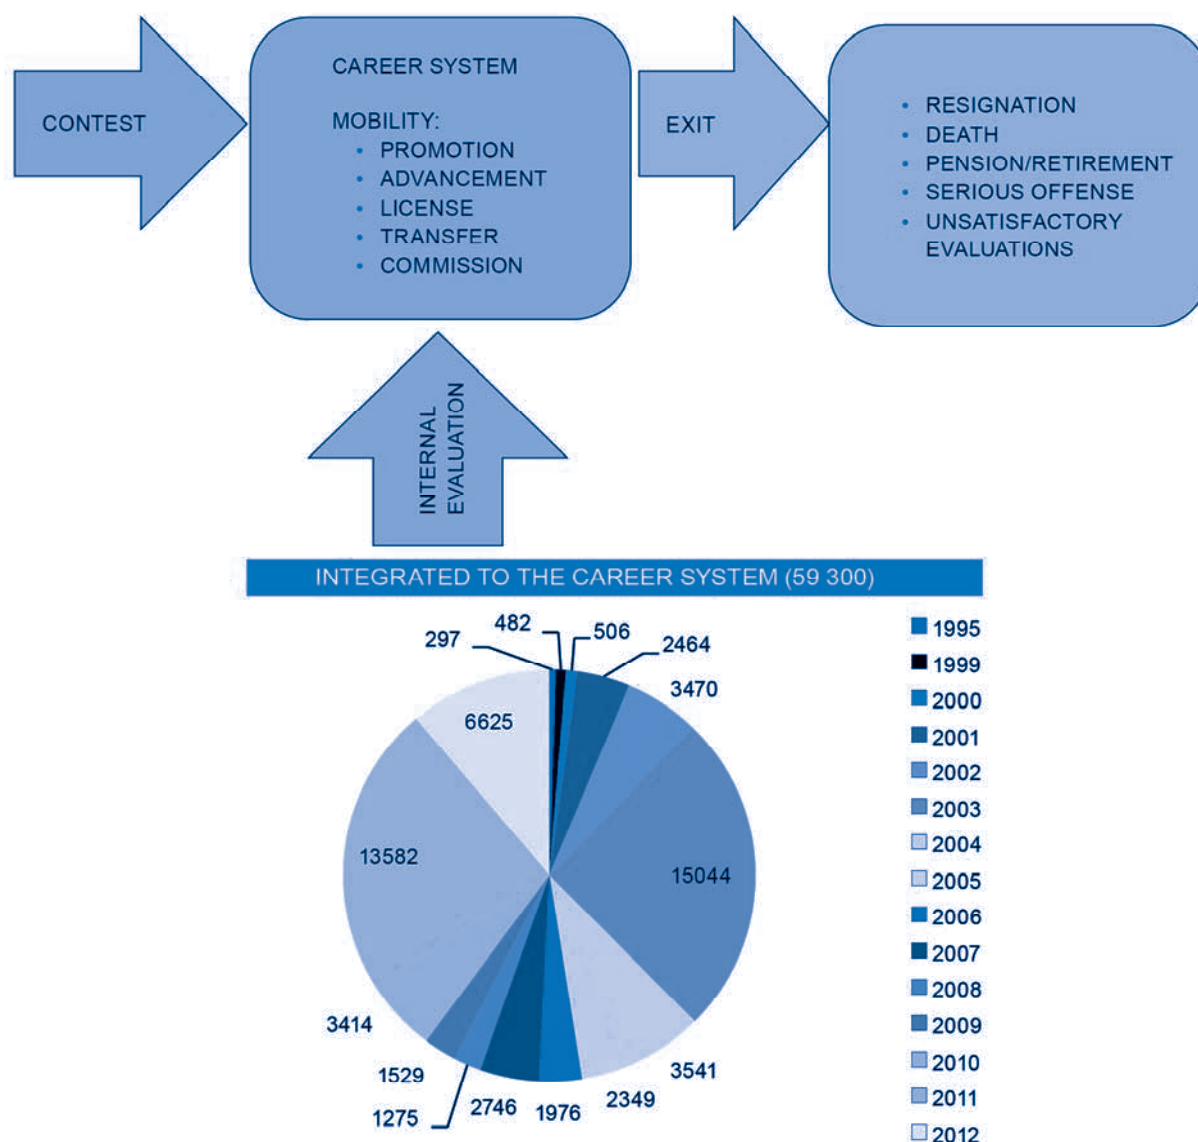 CONTEST
CAREER SYSTEM
MOBILITY:
• PROMOTION
• ADVANCEMENT
• LICENSE
• TRANSFER
• COMMISSION
EXIT
• RESIGNATION
• DEATH
• PENSION/RETIREMENT
• SERIOUS OFFENSE
• UNSATISFACTORY
EVALUATIONS
INTERNAL
EVALUATION
INTEGRATED TO THE CAREER SYSTEM (59 300)
297
482
506
2464
3470
15044
3541
2349
1976
2746
1275
1529
3414
13582
6625
1995
1999
2000
2001
2002
2003
2004
2005
2006
2007
2008
2009
2010
2011
2012